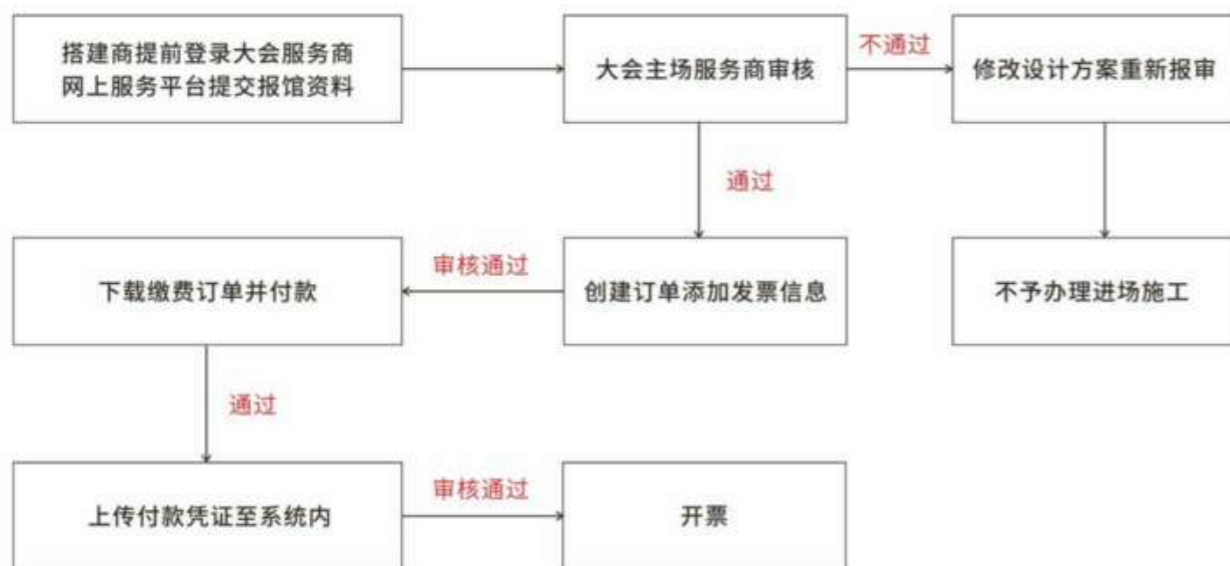 搭建商提前登录大会服务商
网上服务平台提交报馆资料
大会主场服务商审核
不通过
修改设计方案重新报审
通过
下载缴费订单并付款
审核通过
创建订单添加发票信息
不予办理进场施工
通过
上传付款凭证至系统内
审核通过
开票